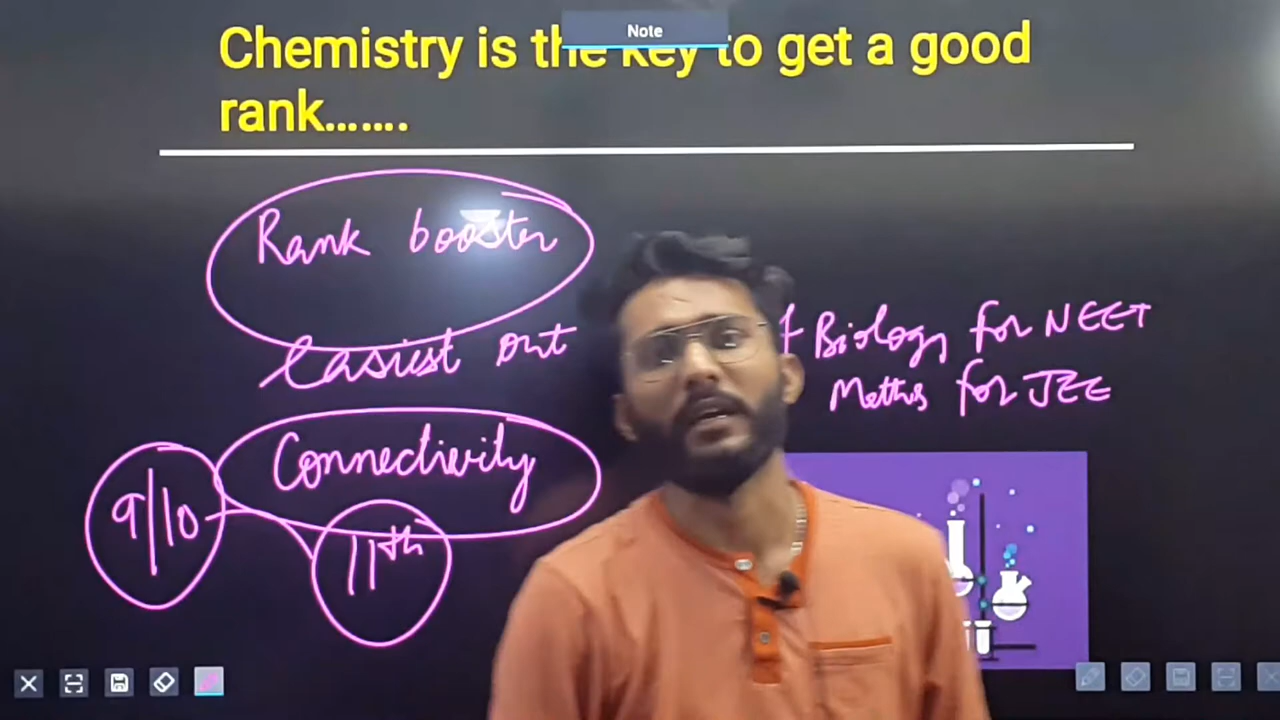 Note
Chemistry is the key to get a good
rank.......
Rank booster
easiest out
Biology for NEET
Maths for JEE
Connectivity
9/10
11th